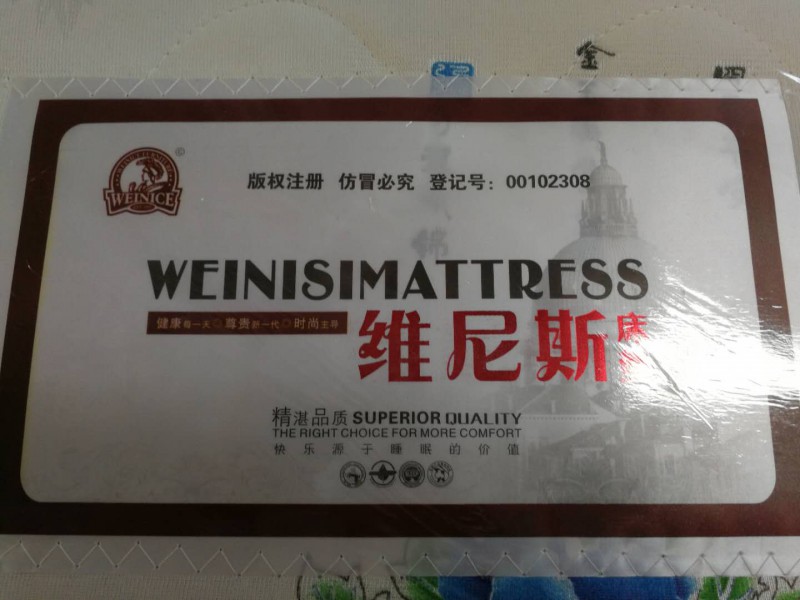 金
WEINICE
版权注册 仿冒必究 登记号：00102308
WEINISIMATTRESS
健康每一天 尊贵新一代 时尚主导
维尼斯床
精湛品质 SUPERIOR QUALITY
THE RIGHT CHOICE FOR MORE COMFORT
快乐源于睡眠的价值